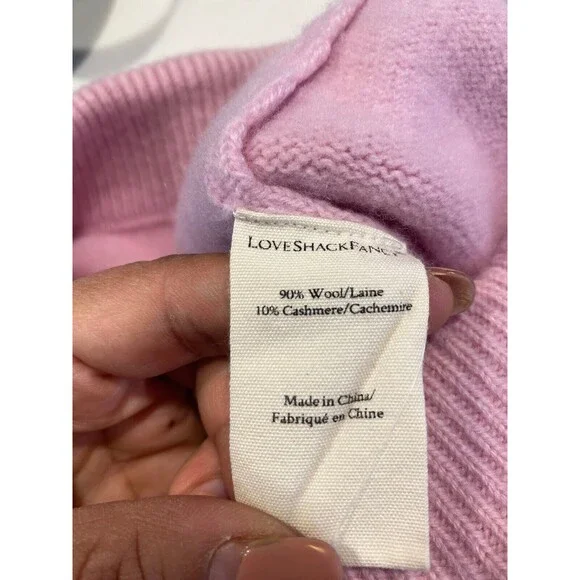 LOVESHACKFANCY
90% Wool/Laine
10% Cashmere/Cachemire
Made in China/
Fabriqué en Chine